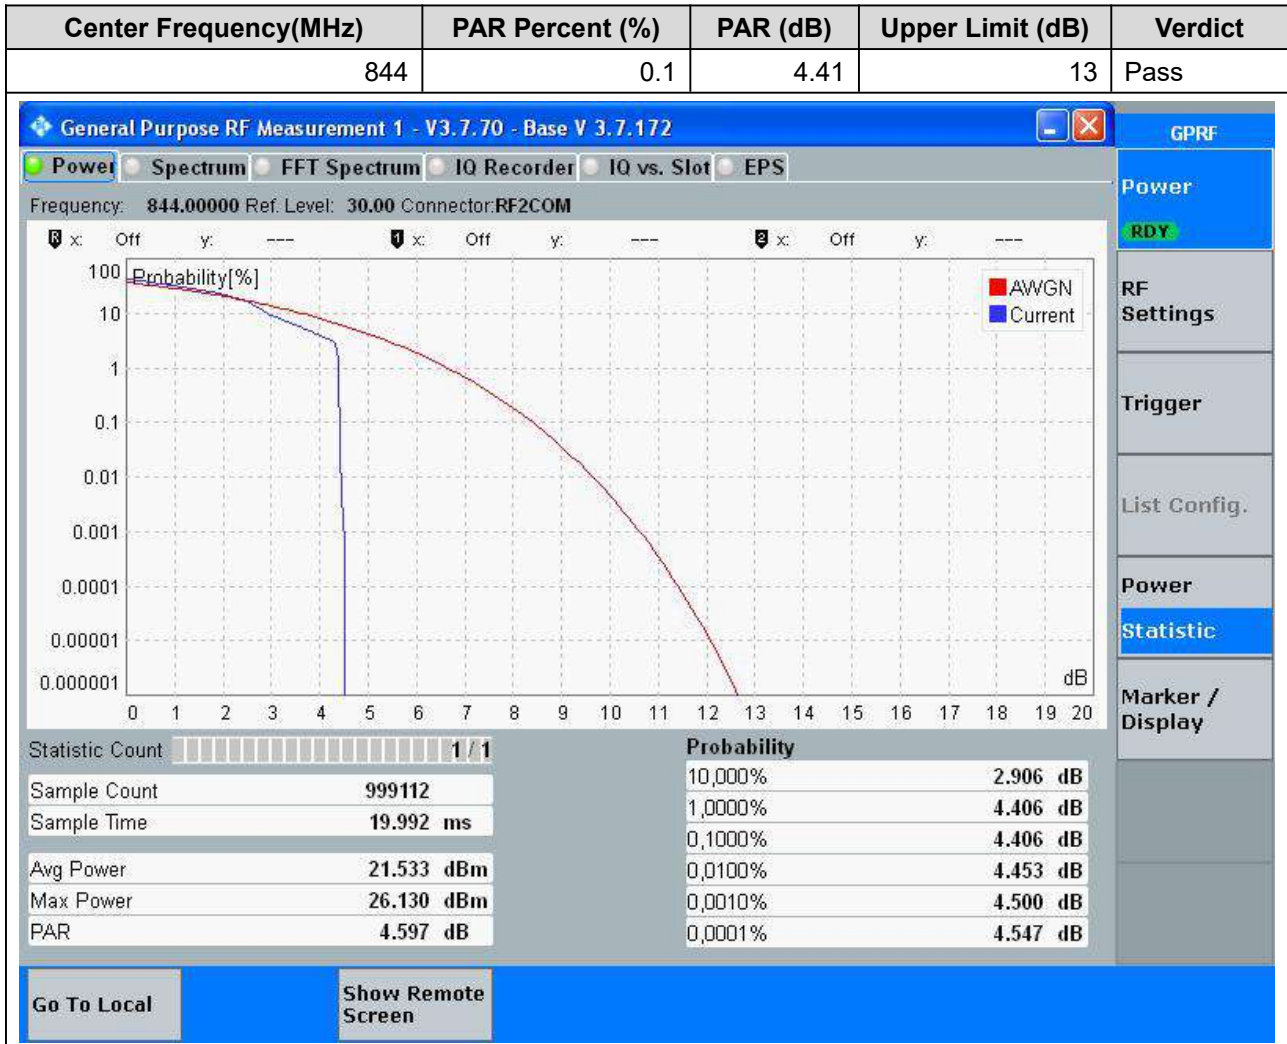 Center Frequency(MHz) PAR Percent (%) PAR (dB) Upper Limit (dB) Verdict
844 0.1 4.41 13 Pass
General Purpose RF Measurement 1 - V3.7.70 - Base V 3.7.172
GPRF
Power Spectrum FFT Spectrum IQ Recorder IQ vs. Slot EPS
Power
RDY
Frequency: 844.00000 Ref. Level: 30.00 Connector:RF2COM
R x: Off y: --- 1 x: Off y: --- 2 x: Off y: ---
100 Probability[%]
AWGN
Current
10
1
0.1
0.01
0.001
0.0001
0.00001
0.000001
dB
0 1 2 3 4 5 6 7 8 9 10 11 12 13 14 15 16 17 18 19 20
RF
Settings
Trigger
List Config.
Power
Statistic
Marker /
Display
Statistic Count 1 / 1
Sample Count 999112
Sample Time 19.992 ms
Avg Power 21.533 dBm
Max Power 26.130 dBm
PAR 4.597 dB
Probability
10,000% 2.906 dB
1,0000% 4.406 dB
0,1000% 4.406 dB
0,0100% 4.453 dB
0,0010% 4.500 dB
0,0001% 4.547 dB
Go To Local
Show Remote
Screen